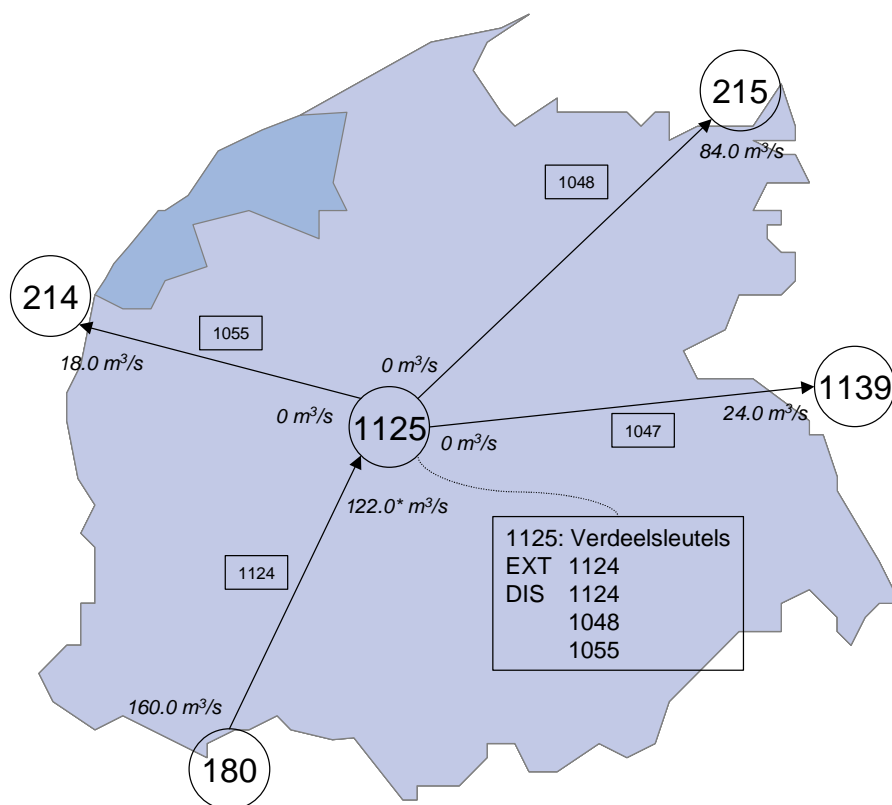 215
84.0 m³/s
1048
214
1055
18.0 m³/s
0 m³/s
0 m³/s
1125
0 m³/s
1139
24.0 m³/s
1047
122.0* m³/s
1124
1125: Verdeelsleutels
EXT 1124
DIS 1124
1048
1055
160.0 m³/s
180